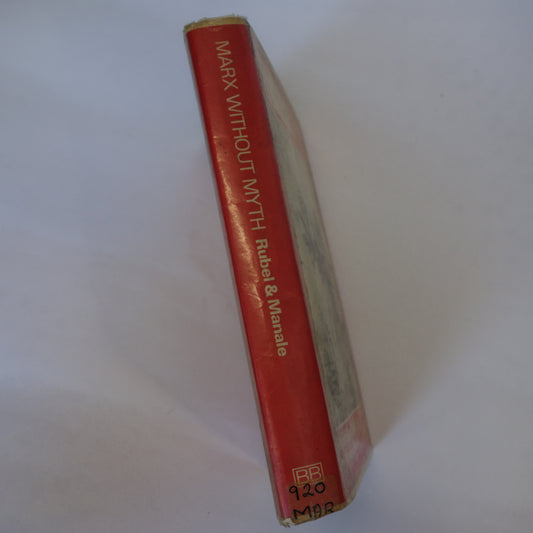 MARX WITHOUT MYTH Rubel & Manale
BB
920
MAR